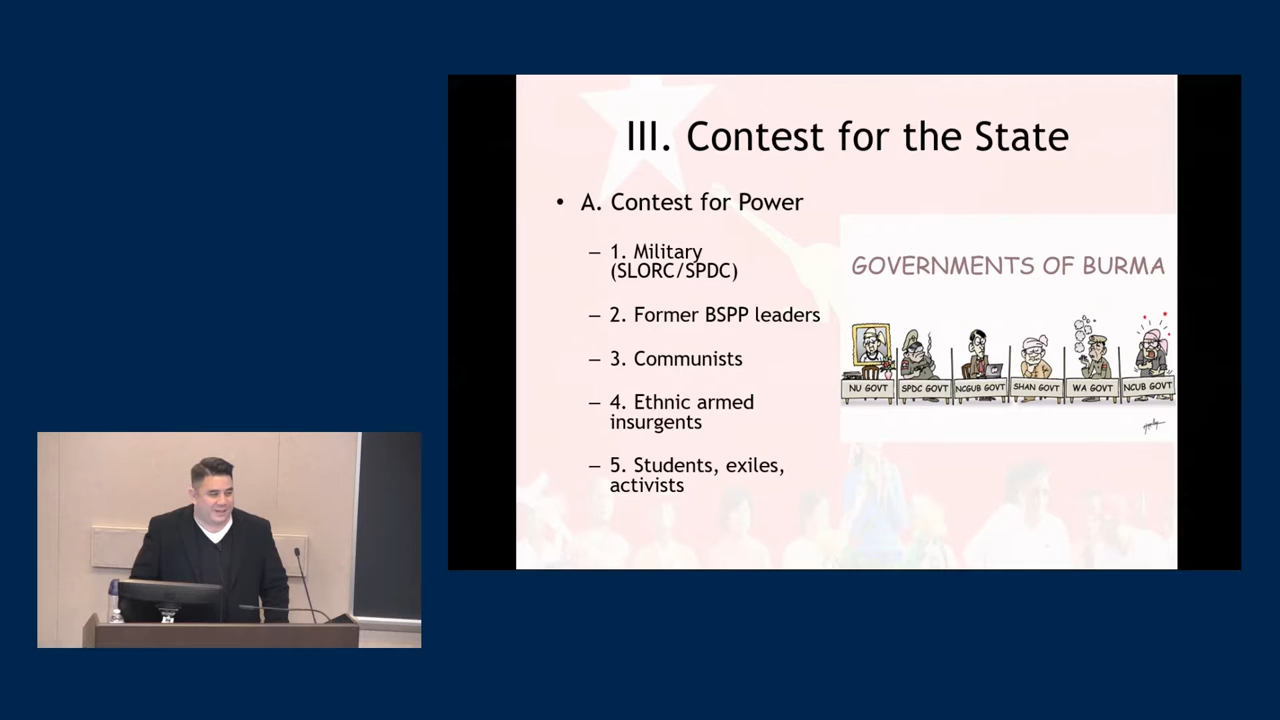 III. Contest for the State
• A. Contest for Power
– 1. Military
(SLORC/SPDC)
– 2. Former BSPP leaders
– 3. Communists
– 4. Ethnic armed
insurgents
– 5. Students, exiles,
activists
GOVERNMENTS OF BURMA
NU GOVT
SPDC GOVT
NCGUB GOVT
SHAN GOVT
WA GOVT
NCUB GOVT